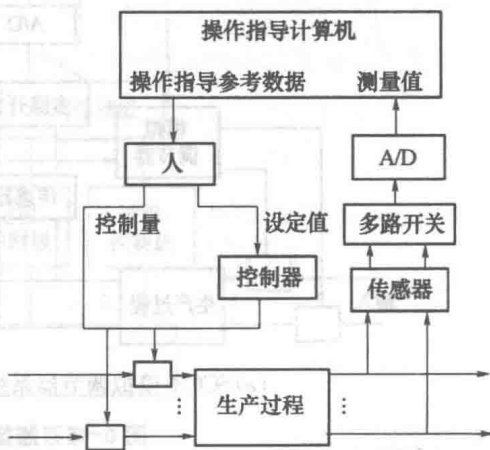 操作指导计算机
操作指导参考数据 测量值
人
A/D
控制量
设定值
多路开关
控制器
传感器
生产过程